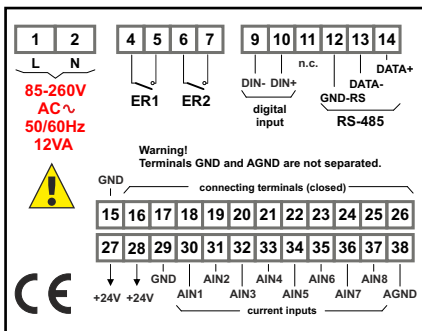 1 2 4 5 6 7 9 10 11 12 13 14
L N ER1 ER2 DIN- DIN+ n.c. GND-RS DATA- DATA+
85-260V
AC∿
50/60Hz
12VA
digital
input
RS-485
Warning!
Terminals GND and AGND are not separated.
GND connecting terminals (closed)
15 16 17 18 19 20 21 22 23 24 25 26
27 28 29 30 31 32 33 34 35 36 37 38
+24V +24V GND AIN1 AIN2 AIN3 AIN4 AIN5 AIN6 AIN7 AIN8 AGND
current inputs
CE